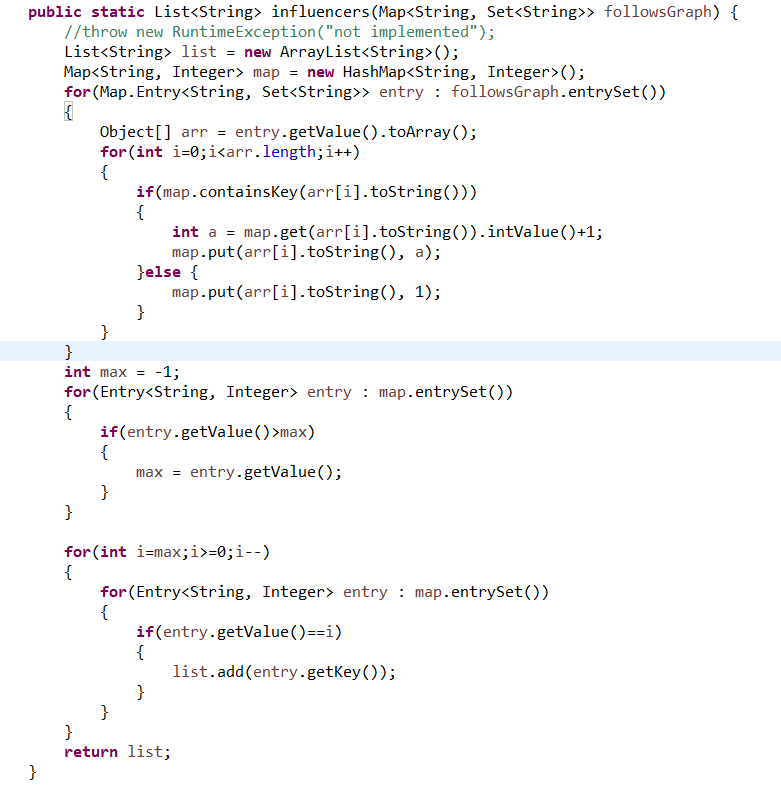 public static List<String> influencers(Map<String, Set<String>> followsGraph) {
    //throw new RuntimeException("not implemented");
    List<String> list = new ArrayList<String>();
    Map<String, Integer> map = new HashMap<String, Integer>();
    for(Map.Entry<String, Set<String>> entry : followsGraph.entrySet())
    {
        Object[] arr = entry.getValue().toArray();
        for(int i=0;i<arr.length;i++)
        {
            if(map.containsKey(arr[i].toString()))
            {
                int a = map.get(arr[i].toString()).intValue()+1;
                map.put(arr[i].toString(), a);
            }else {
                map.put(arr[i].toString(), 1);
            }
        }
    }
    int max = -1;
    for(Entry<String, Integer> entry : map.entrySet())
    {
        if(entry.getValue()>max)
        {
            max = entry.getValue();
        }
    }

    for(int i=max;i>=0;i--)
    {
        for(Entry<String, Integer> entry : map.entrySet())
        {
            if(entry.getValue()==i)
            {
                list.add(entry.getKey());
            }
        }
    }
    return list;
}